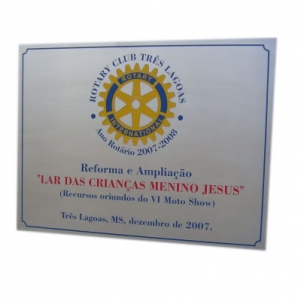 ROTARY CLUB TRÊS LAGOAS
ROTARY
INTERNATIONAL
Ano Rotário 2007-2008
Reforma e Ampliação
"LAR DAS CRIANÇAS MENINO JESUS"
(Recursos oriundos do VI Moto Show)
Três Lagoas, MS, dezembro de 2007.